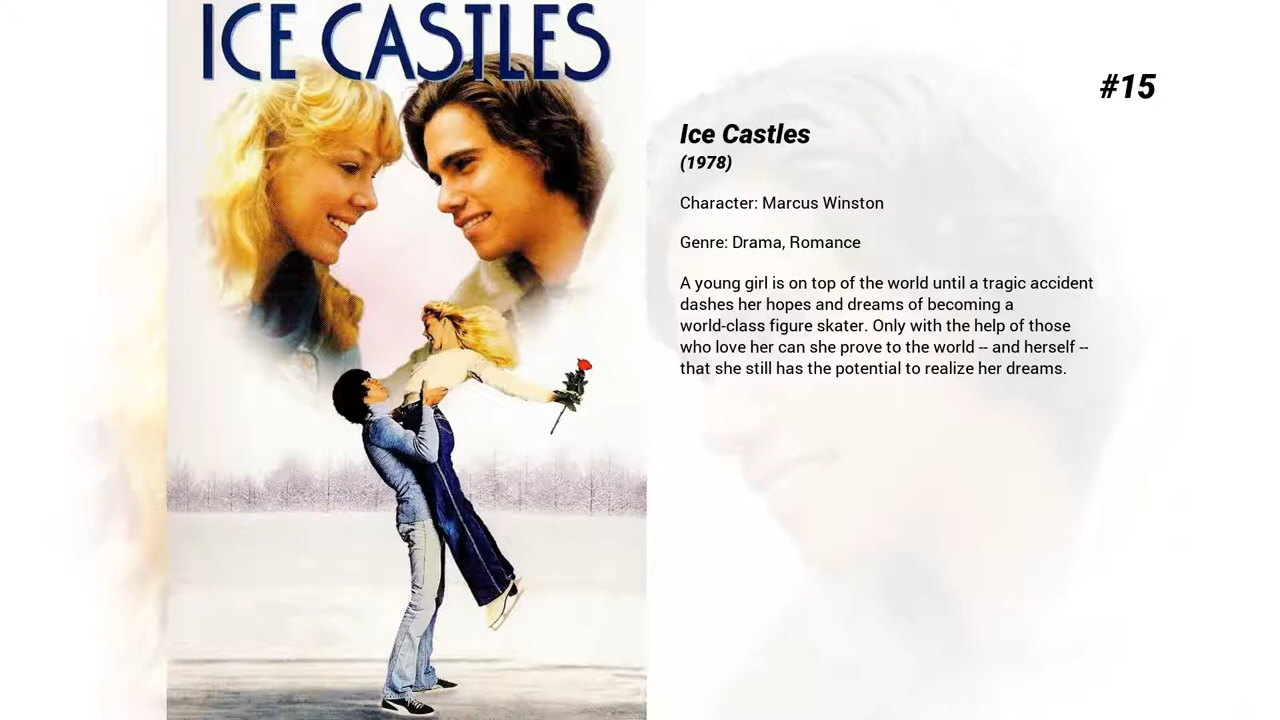 ICE CASTLES
#15
Ice Castles
(1978)
Character: Marcus Winston
Genre: Drama, Romance
A young girl is on top of the world until a tragic accident
dashes her hopes and dreams of becoming a
world-class figure skater. Only with the help of those
who love her can she prove to the world -- and herself --
that she still has the potential to realize her dreams.